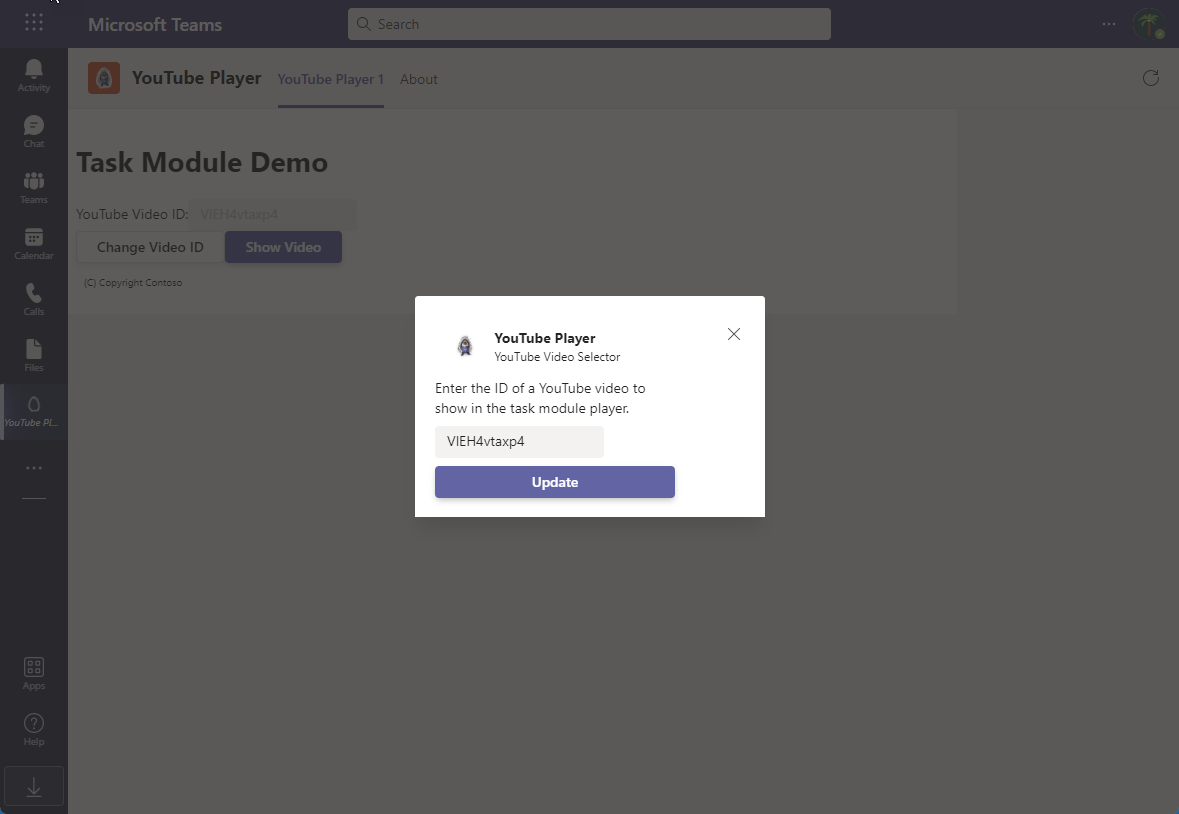 Microsoft Teams
Search
Activity
Chat
Teams
Calendar
Calls
Files
YouTube Pl...
Apps
Help
YouTube Player
YouTube Player 1
About
Task Module Demo
YouTube Video ID: VlEH4vtaxp4
Change Video ID
Show Video
(C) Copyright Contoso
YouTube Player
YouTube Video Selector
Enter the ID of a YouTube video to
show in the task module player.
VlEH4vtaxp4
Update